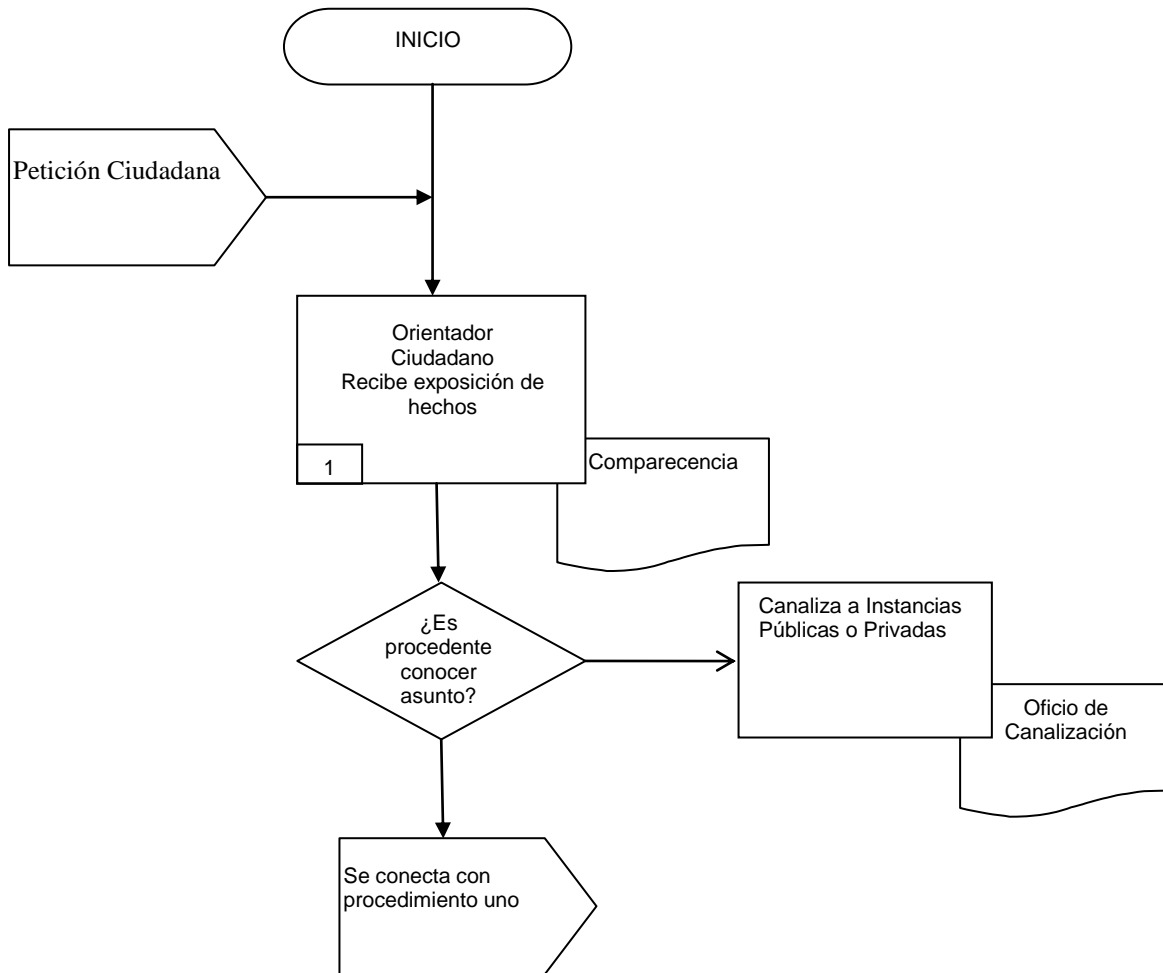 INICIO
Petición Ciudadana
Orientador
Ciudadano
Recibe exposición de
hechos
1
Comparecencia
¿Es
procedente
conocer
asunto?
Canaliza a Instancias
Públicas o Privadas
Oficio de
Canalización
Se conecta con
procedimiento uno